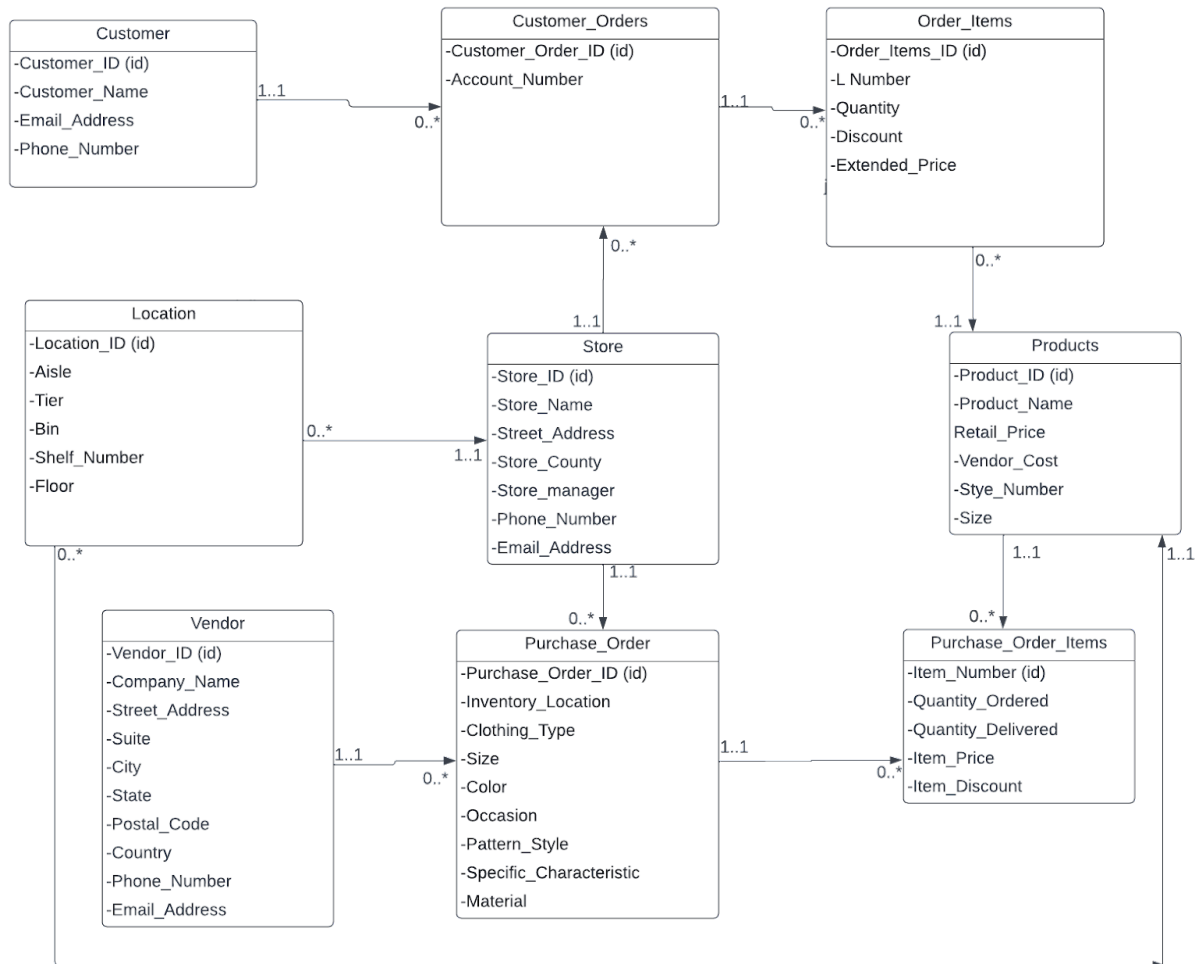 Customer
-Customer_ID (id)
-Customer_Name
-Email_Address
-Phone_Number
1..1
0..*
Customer_Orders
-Customer_Order_ID (id)
-Account_Number
1..1
0..*
Order_Items
-Order_Items_ID (id)
-L Number
-Quantity
-Discount
-Extended_Price
0..*
1..1
0..*
1..1
Location
-Location_ID (id)
-Aisle
-Tier
-Bin
-Shelf_Number
-Floor
0..*
1..1
0..*
Store
-Store_ID (id)
-Store_Name
-Street_Address
-Store_County
-Store_manager
-Phone_Number
-Email_Address
1..1
0..*
Products
-Product_ID (id)
-Product_Name
Retail_Price
-Vendor_Cost
-Stye_Number
-Size
1..1
0..*
1..1
Vendor
-Vendor_ID (id)
-Company_Name
-Street_Address
-Suite
-City
-State
-Postal_Code
-Country
-Phone_Number
-Email_Address
1..1
0..*
Purchase_Order
-Purchase_Order_ID (id)
-Inventory_Location
-Clothing_Type
-Size
-Color
-Occasion
-Pattern_Style
-Specific_Characteristic
-Material
1..1
0..*
Purchase_Order_Items
-Item_Number (id)
-Quantity_Ordered
-Quantity_Delivered
-Item_Price
-Item_Discount